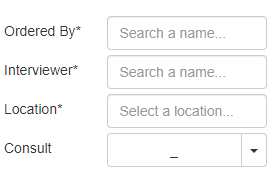 Ordered By* Search a name...
Interviewer* Search a name...
Location* Select a location...
Consult _